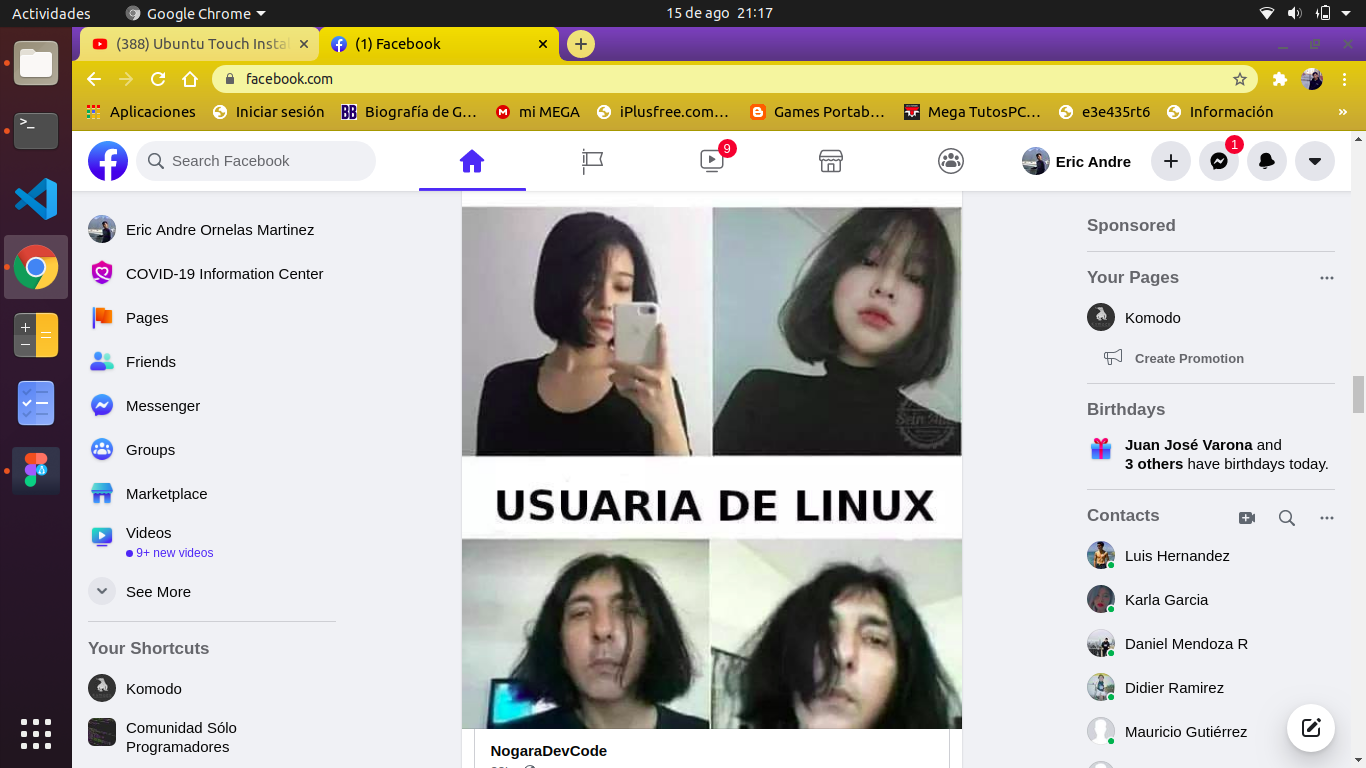 Actividades
Google Chrome
15 de ago 21:17
(388) Ubuntu Touch Instal
(1) Facebook
facebook.com
Aplicaciones
Iniciar sesión
BB
Biografía de G…
mi MEGA
iPlusfree.com…
Games Portab…
Mega TutosPC…
e3e435rt6
Información
»
Search Facebook
9
Eric Andre
1
Eric Andre Ornelas Martinez
COVID-19 Information Center
Pages
Friends
Messenger
Groups
Marketplace
Videos
9+ new videos
See More
Your Shortcuts
Komodo
Comunidad Sólo
Programadores
USUARIA DE LINUX
NogaraDevCode
Sponsored
Your Pages
Komodo
Create Promotion
Birthdays
Juan José Varona and
3 others have birthdays today.
Contacts
Luis Hernandez
Karla Garcia
Daniel Mendoza R
Didier Ramirez
Mauricio Gutiérrez